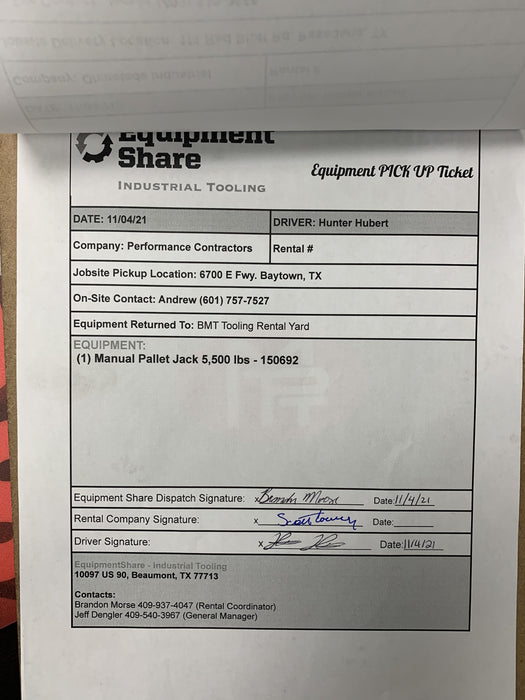 Equipment
Share
INDUSTRIAL TOOLING
Equipment PICK UP Ticket
DATE: 11/04/21
DRIVER: Hunter Hubert
Company: Performance Contractors
Rental #
Jobsite Pickup Location: 6700 E Fwy. Baytown, TX
On-Site Contact: Andrew (601) 757-7527
Equipment Returned To: BMT Tooling Rental Yard
EQUIPMENT:
(1) Manual Pallet Jack 5,500 lbs - 150692
Equipment Share Dispatch Signature: x Date: 11/4/21
Rental Company Signature: x Date:
Driver Signature: x Date: 11/4/21
EquipmentShare - Industrial Tooling
10097 US 90, Beaumont, TX 77713
Contacts:
Brandon Morse 409-937-4047 (Rental Coordinator)
Jeff Dengler 409-540-3967 (General Manager)